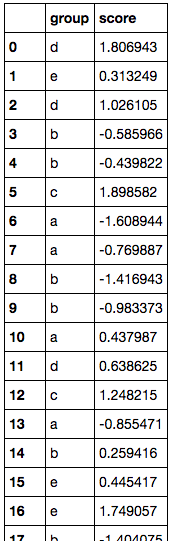 group score
0 d 1.806943
1 e 0.313249
2 d 1.026105
3 b -0.585966
4 b -0.439822
5 c 1.898582
6 a -1.608944
7 a -0.769887
8 b -1.416943
9 b -0.983373
10 a 0.437987
11 d 0.638625
12 c 1.248215
13 a -0.855471
14 b 0.259416
15 e 0.445417
16 e 1.749057
17 b -1.404075